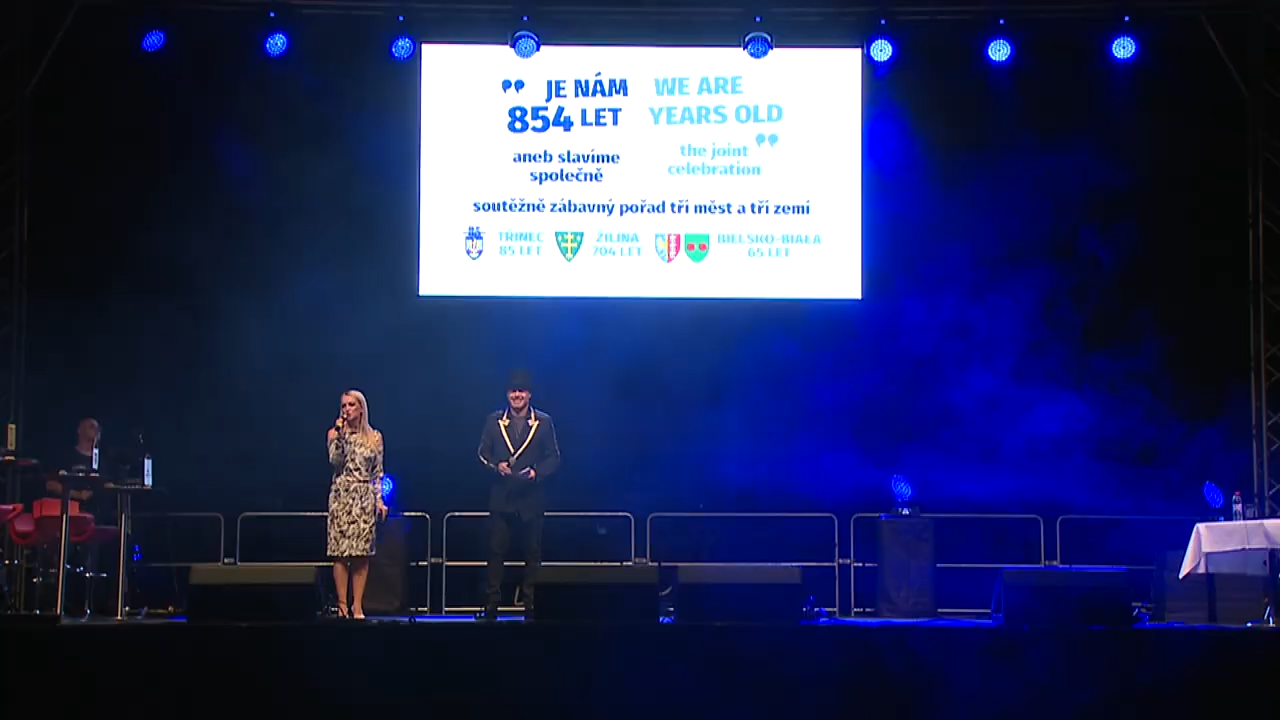 JE NÁM
854 LET
WE ARE
YEARS OLD
aneb slavíme
společně
the joint
celebration
soutěžně zábavný pořad tří měst a tří zemí
TŘINEC
85 LET
ŽILINA
704 LET
BIELSKO-BIAŁA
65 LET